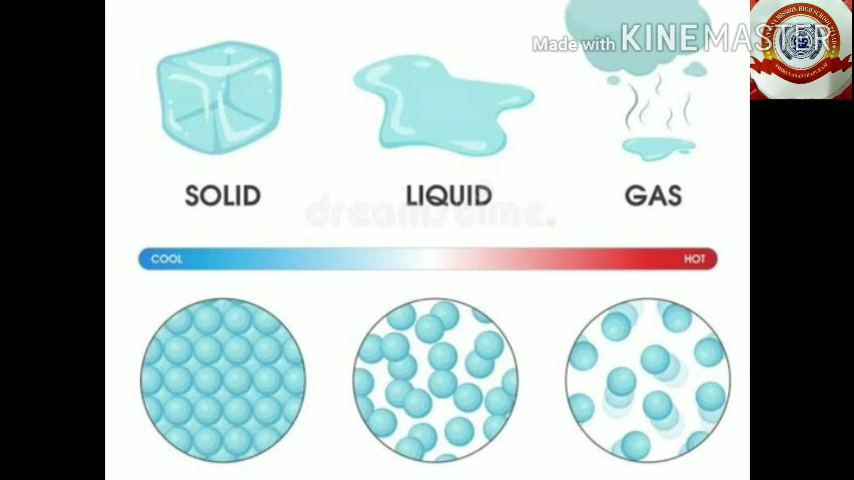 Made with KINEMASTER
SOLID
LIQUID
GAS
dreamstime.
COOL
HOT